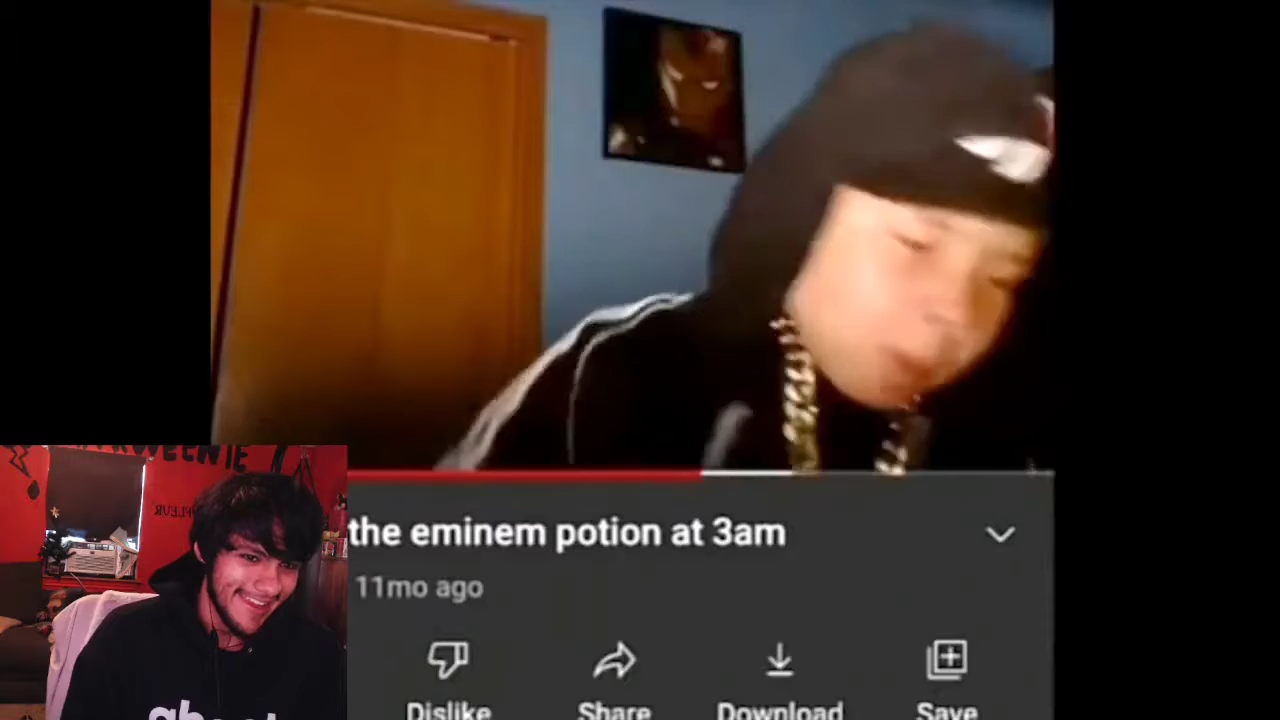 the eminem potion at 3am
11mo ago
Dislike
Share
Download
Save